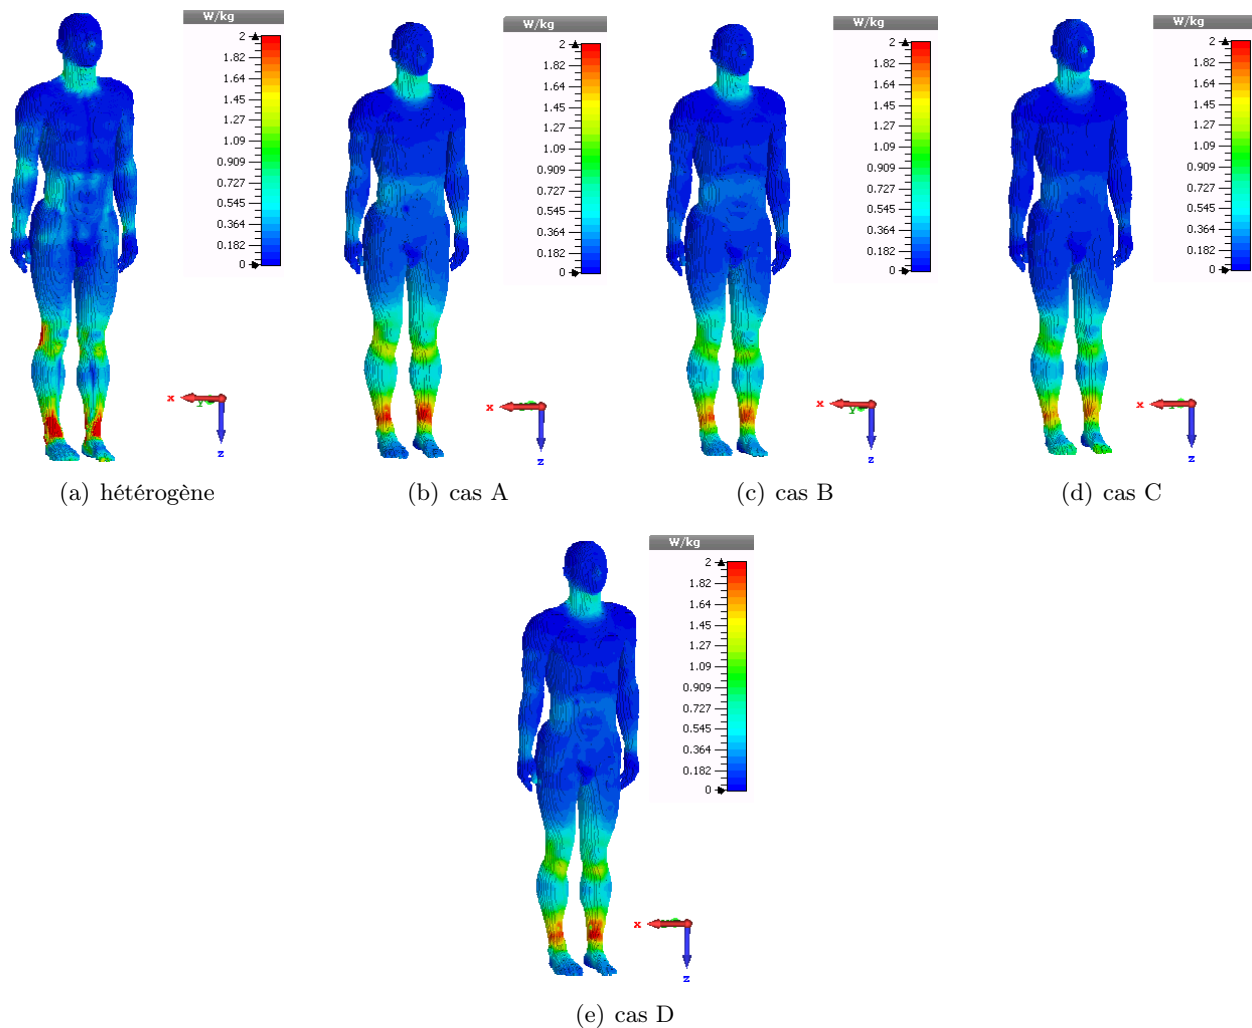 W/kg
2
1.82
1.64
1.45
1.27
1.09
0.909
0.727
0.545
0.364
0.182
0
x
Y
z
(a) hétérogène
W/kg
2
1.82
1.64
1.45
1.27
1.09
0.909
0.727
0.545
0.364
0.182
0
x
z
(b) cas A
W/kg
2
1.82
1.64
1.45
1.27
1.09
0.909
0.727
0.545
0.364
0.182
0
x
Y
z
(c) cas B
W/kg
2
1.82
1.64
1.45
1.27
1.09
0.909
0.727
0.545
0.364
0.182
0
x
z
(d) cas C
W/kg
2
1.82
1.64
1.45
1.27
1.09
0.909
0.727
0.545
0.364
0.182
0
x
z
(e) cas D